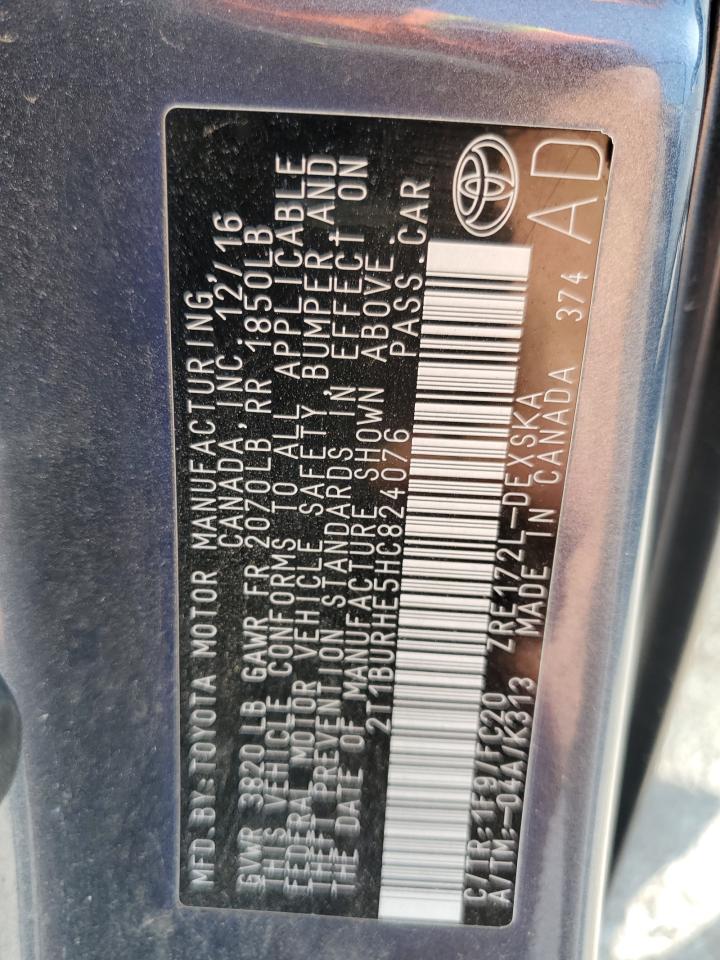 MFD.BY:TOYOTA MOTOR MANUFACTURING,
CANADA,INC. 12/16
GVWR 3820LB GAWR FR 2070LB RR 1850LB
THIS VEHICLE CONFORMS TO ALL APPLICABLE
FEDERAL MOTOR VEHICLE SAFETY, BUMPER,AND
THEFT PREVENTION STANDARDS IN EFFECT ON
THE DATE OF MANUFACTURE SHOWN ABOVE.
2T1BURHE5HC824076 PASS.CAR
C/TR:1F9/FC20 ZRE172L-DEXSKA
A/TM:-04A/K313 MADE IN CANADA 374
AD